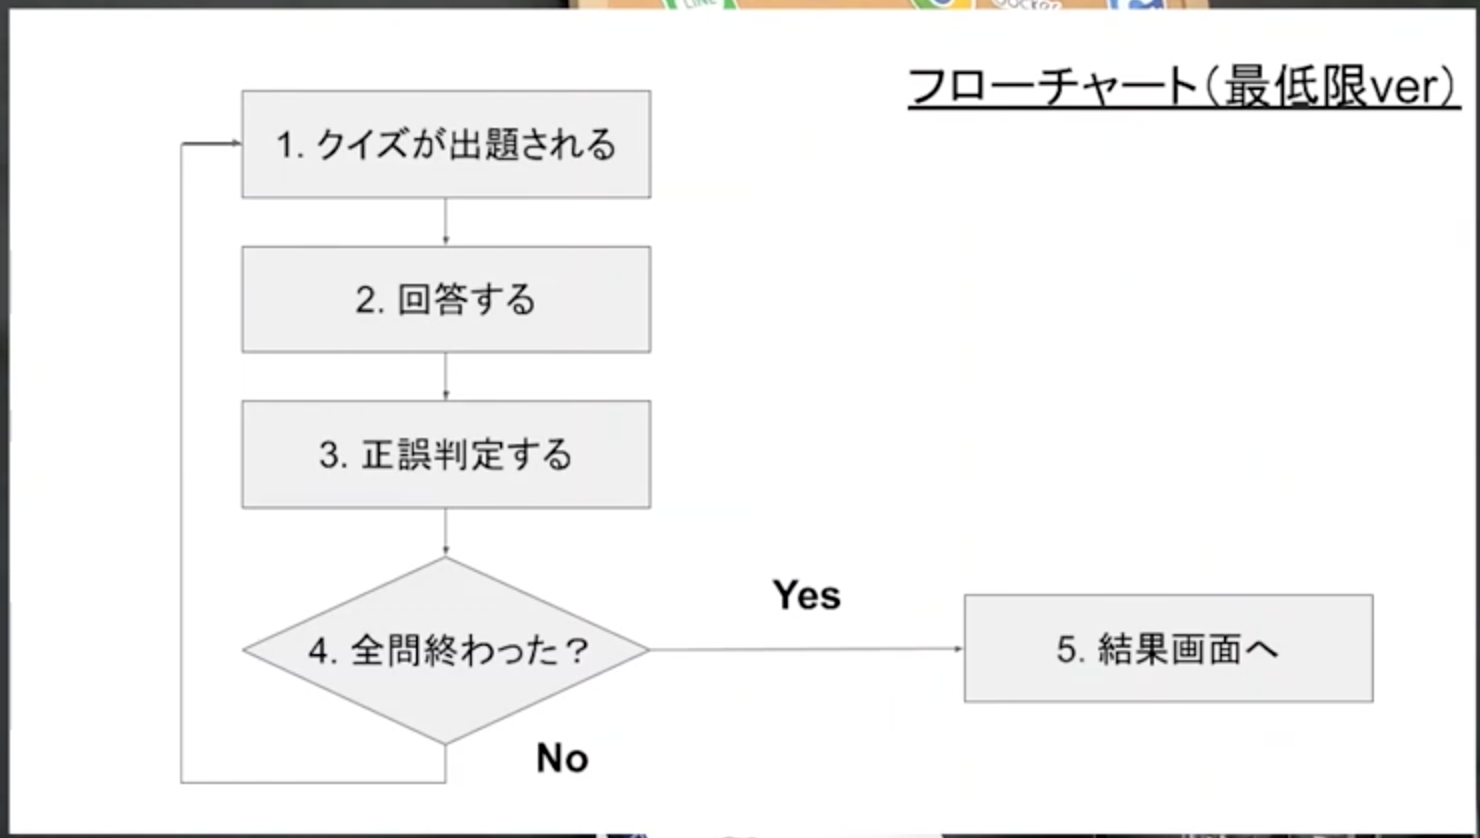 LINE
docker
フローチャート（最低限ver）
1. クイズが出題される
2. 回答する
3. 正誤判定する
4. 全問終わった？
Yes
5. 結果画面へ
No